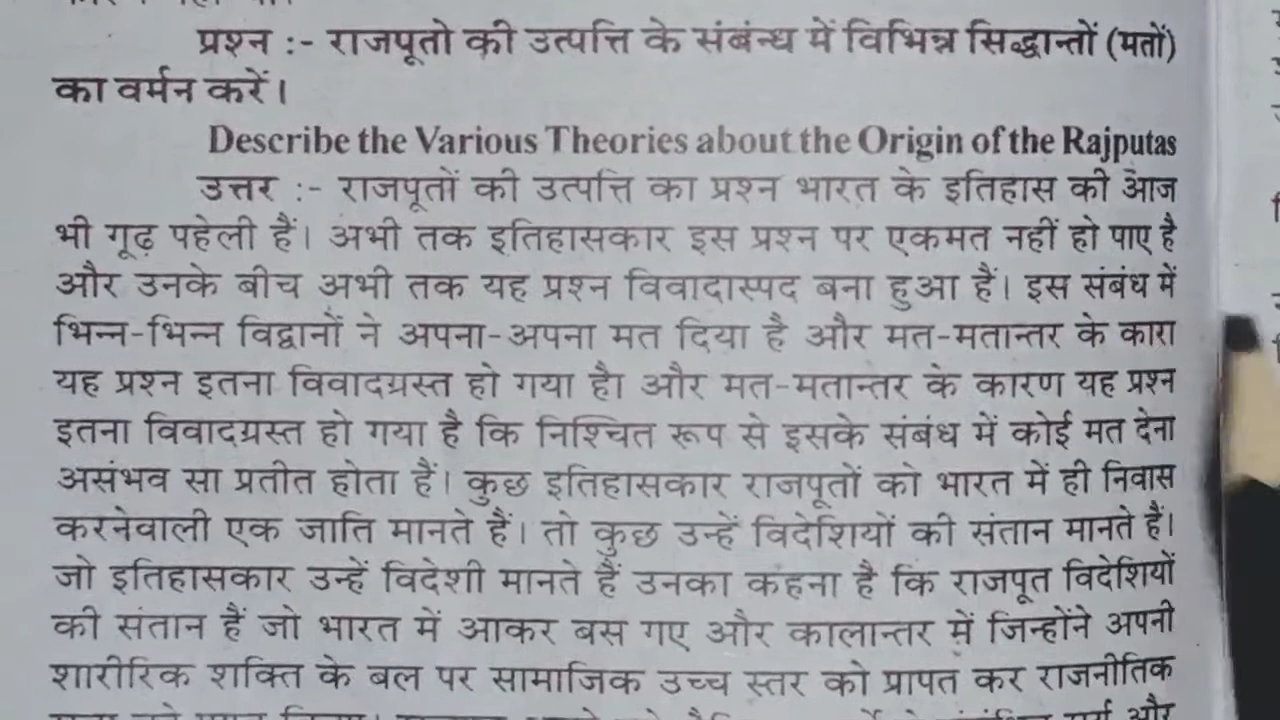 प्रश्न :- राजपूतो की उत्पत्ति के संबंन्ध में विभिन्न सिद्धान्तों (मतों)
का वर्मन करें।
Describe the Various Theories about the Origin of the Rajputas
उत्तर :- राजपूतों की उत्पत्ति का प्रश्न भारत के इतिहास की आज
भी गूढ़ पहेली हैं। अभी तक इतिहासकार इस प्रश्न पर एकमत नहीं हो पाए है
और उनके बीच अभी तक यह प्रश्न विवादास्पद बना हुआ हैं। इस संबंध में
भिन्न-भिन्न विद्वानों ने अपना-अपना मत दिया है और मत-मतान्तर के कारा
यह प्रश्न इतना विवादग्रस्त हो गया है। और मत-मतान्तर के कारण यह प्रश्न
इतना विवादग्रस्त हो गया है कि निश्चित रूप से इसके संबंध में कोई मत देना
असंभव सा प्रतीत होता हैं। कुछ इतिहासकार राजपूतों को भारत में ही निवास
करनेवाली एक जाति मानते हैं। तो कुछ उन्हें विदेशियों की संतान मानते हैं।
जो इतिहासकार उन्हें विदेशी मानते हैं उनका कहना है कि राजपूत विदेशियों
की संतान हैं जो भारत में आकर बस गए और कालान्तर में जिन्होंने अपनी
शारीरिक शक्ति के बल पर सामाजिक उच्च स्तर को प्रापत कर राजनीतिक
और